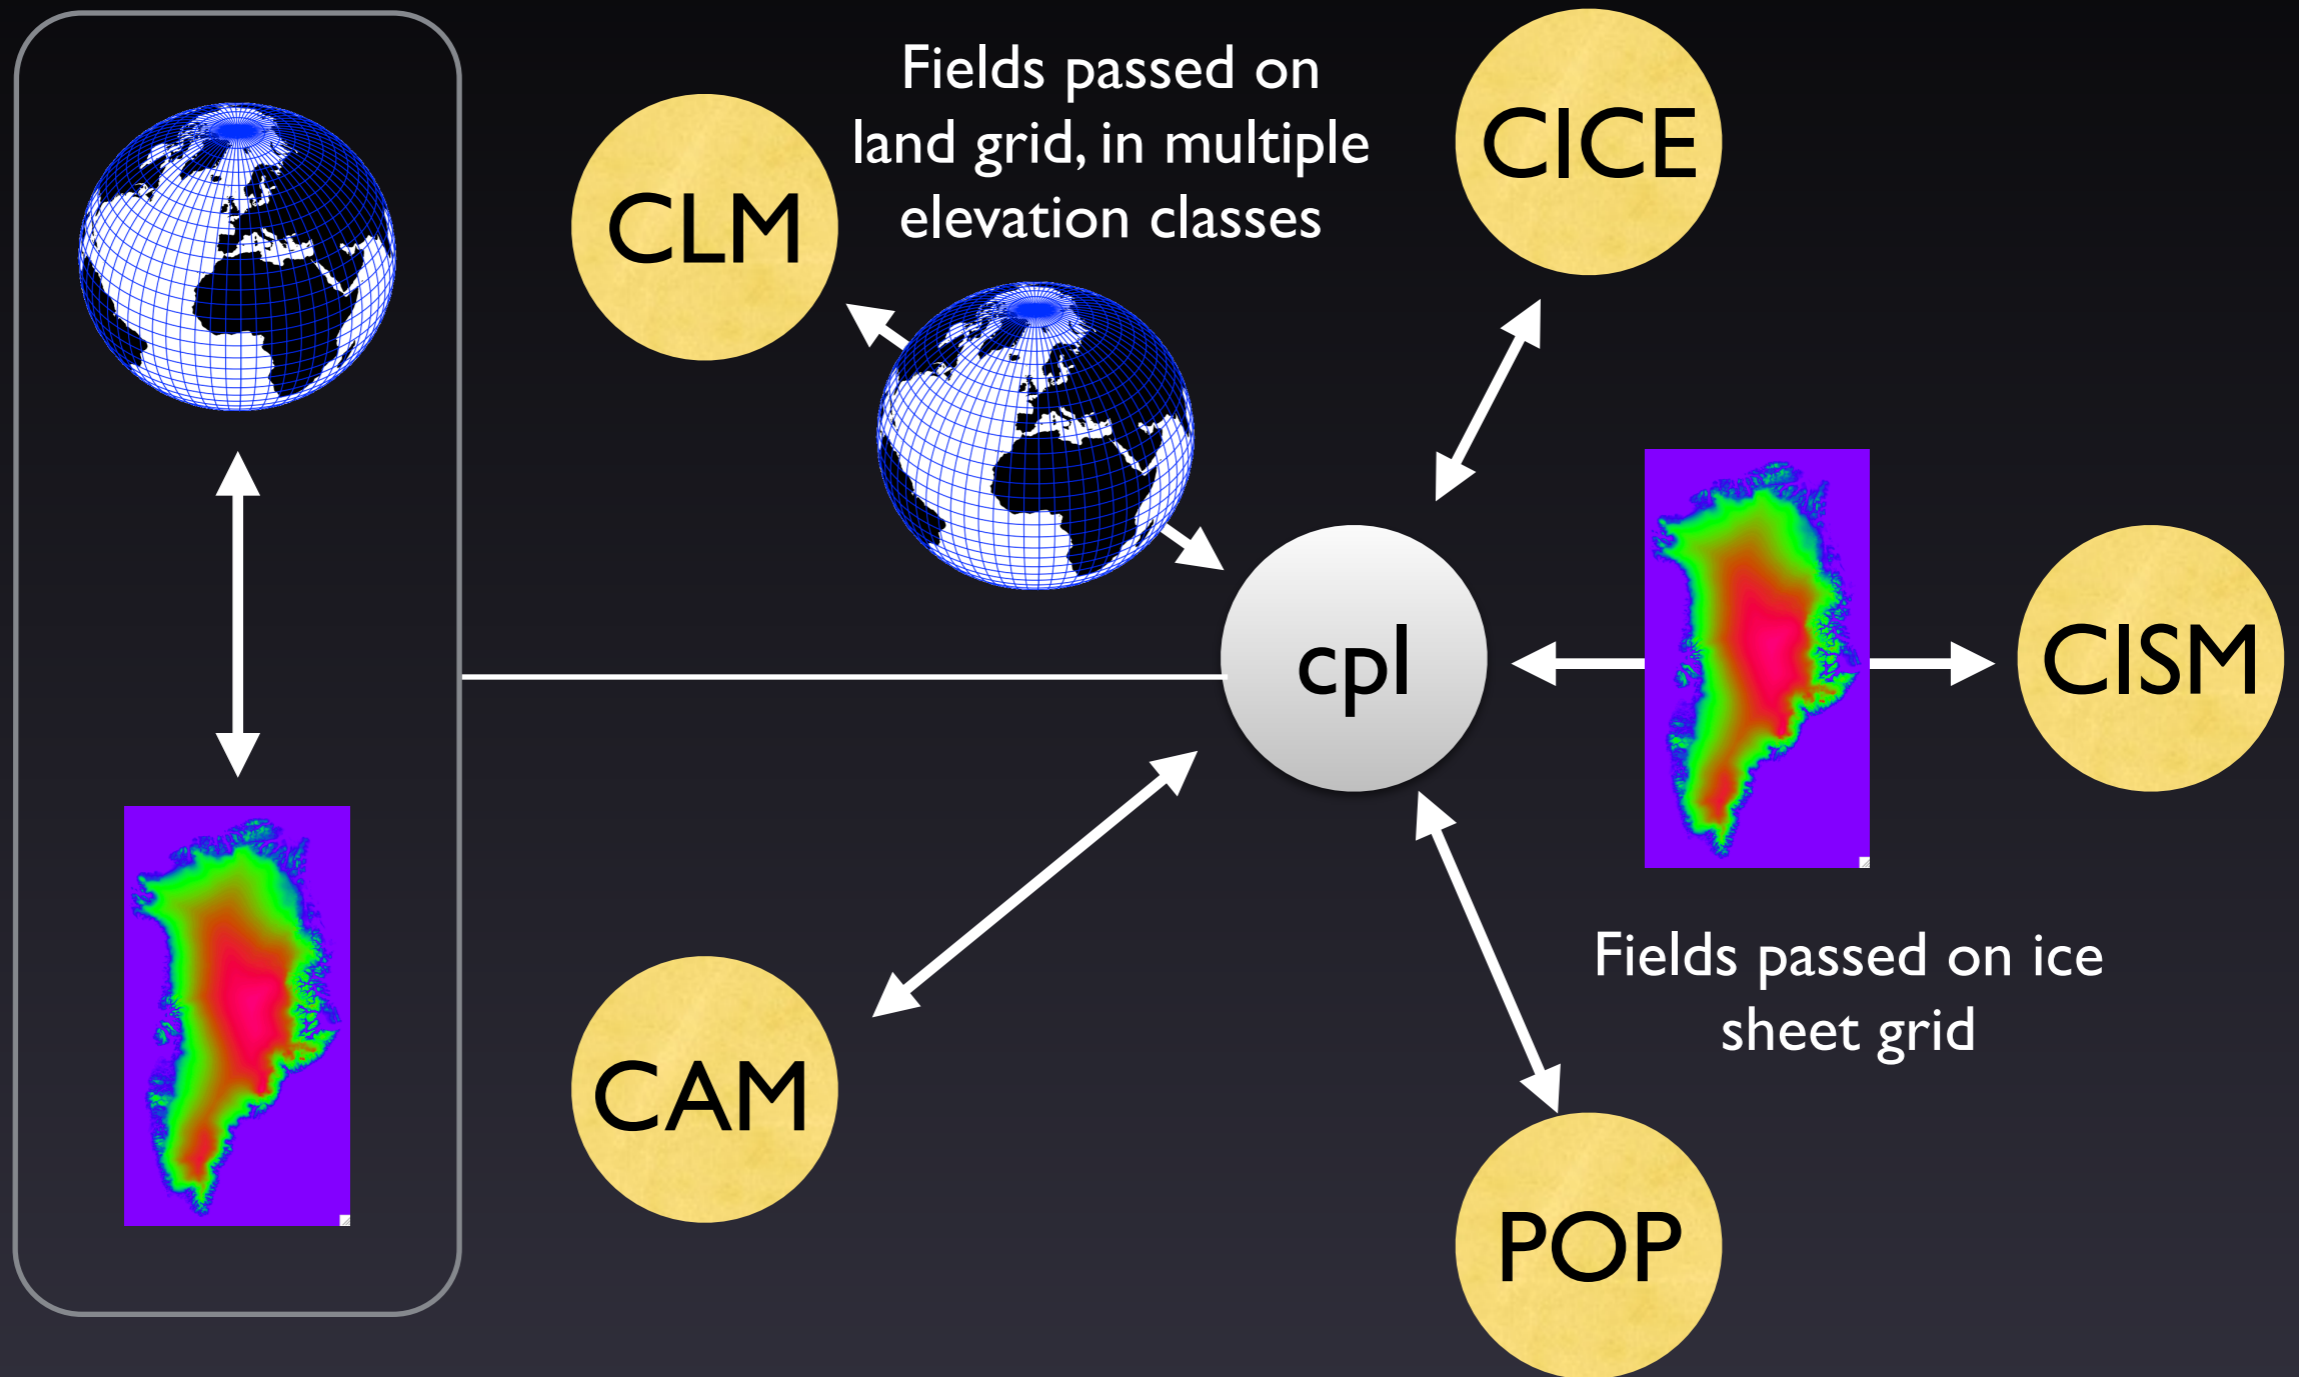 Fields passed on
land grid, in multiple
elevation classes
CLM
CICE
cpl
CISM
Fields passed on ice
sheet grid
CAM
POP